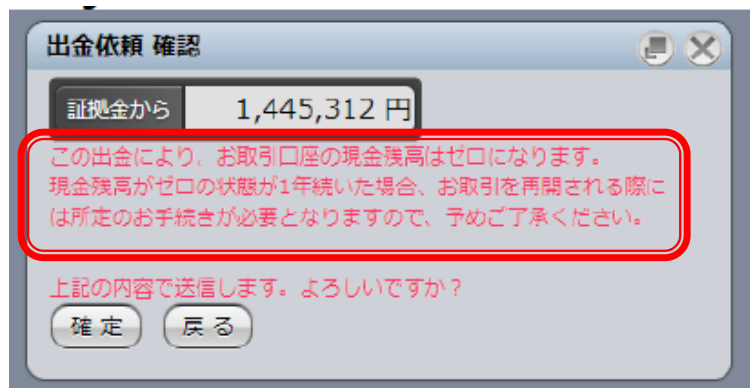 出金依頼 確認
証拠金から 1,445,312 円
この出金により、お取引口座の現金残高はゼロになります。
現金残高がゼロの状態が1年続いた場合、お取引を再開される際に
は所定のお手続きが必要となりますので、予めご了承ください。
上記の内容で送信します。よろしいですか？
確定 戻る